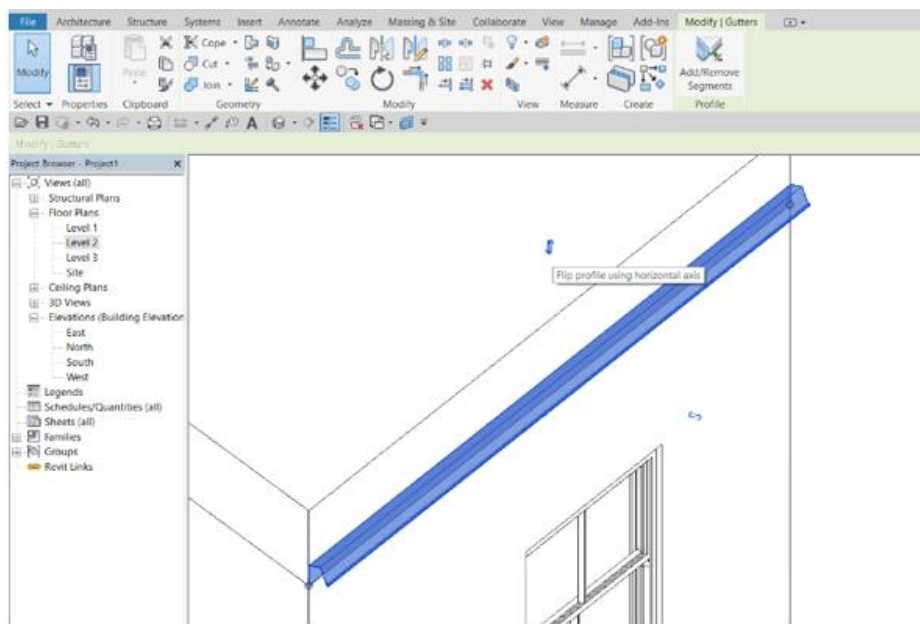 File Architecture Structure Systems Insert Annotate Analyze Massing & Site Collaborate View Manage Add-Ins Modify | Gutters
Cope
Cut
Join
Modify
Paste
Add/Remove
Segments
Select Properties Clipboard Geometry Modify View Measure Create Profile
Modify | Gutters
Project Browser - Project1
Views (all)
Structural Plans
Floor Plans
Level 1
Level 2
Level 3
Site
Ceiling Plans
3D Views
Elevations (Building Elevation
East
North
South
West
Legends
Schedules/Quantities (all)
Sheets (all)
Families
Groups
Revit Links
Flip profile using horizontal axis